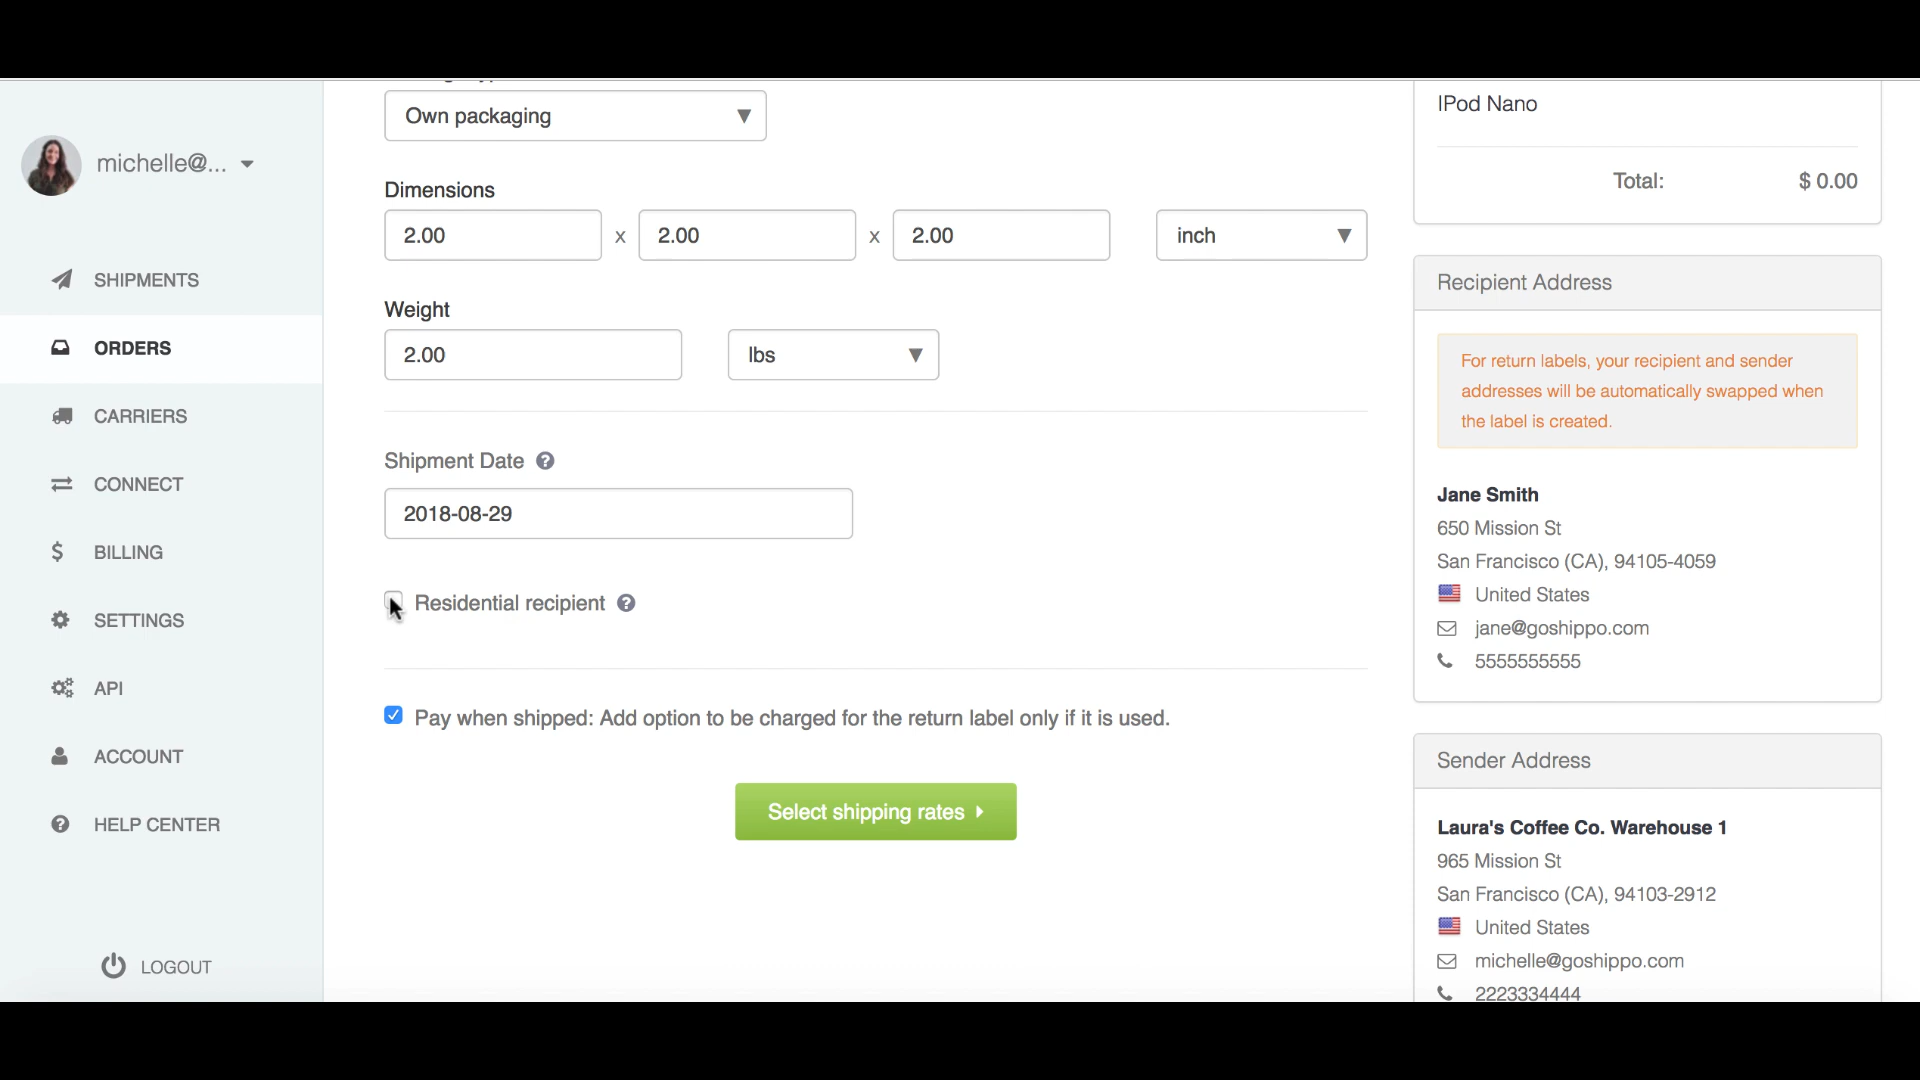 michelle@...
SHIPMENTS
ORDERS
CARRIERS
CONNECT
BILLING
SETTINGS
API
ACCOUNT
HELP CENTER
LOGOUT
Own packaging
Dimensions
2.00 x 2.00 x 2.00 inch
Weight
2.00 lbs
Shipment Date
2018-08-29
Residential recipient
Pay when shipped: Add option to be charged for the return label only if it is used.
Select shipping rates
IPod Nano
Total: $ 0.00
Recipient Address
For return labels, your recipient and sender
addresses will be automatically swapped when
the label is created.
Jane Smith
650 Mission St
San Francisco (CA), 94105-4059
United States
jane@goshippo.com
5555555555
Sender Address
Laura's Coffee Co. Warehouse 1
965 Mission St
San Francisco (CA), 94103-2912
United States
michelle@goshippo.com
2223334444